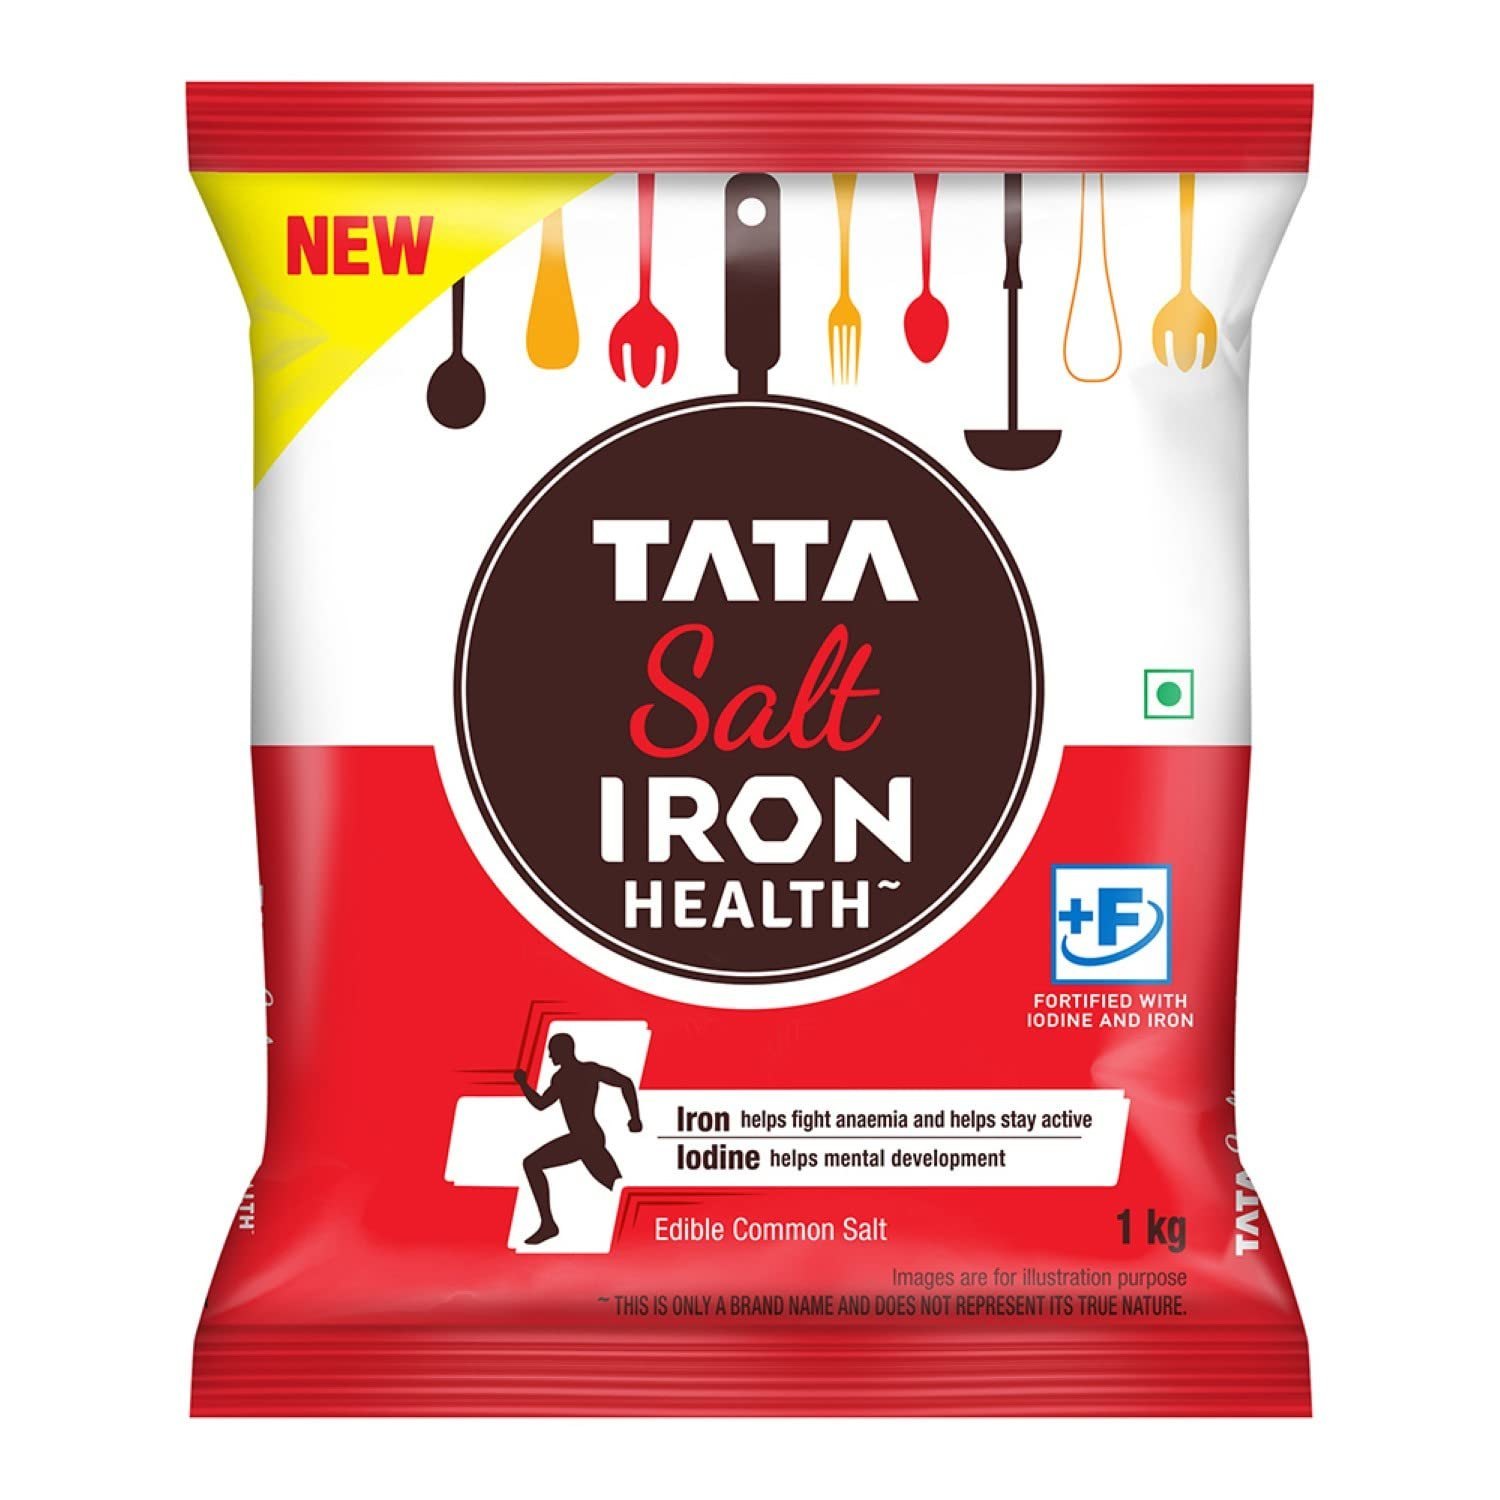 NEW
TATA
Salt
IRON
HEALTH~
+F
FORTIFIED WITH
IODINE AND IRON
Iron helps fight anaemia and helps stay active
Iodine helps mental development
Edible Common Salt
1 kg
Images are for illustration purpose
~ THIS IS ONLY A BRAND NAME AND DOES NOT REPRESENT ITS TRUE NATURE.
TATA